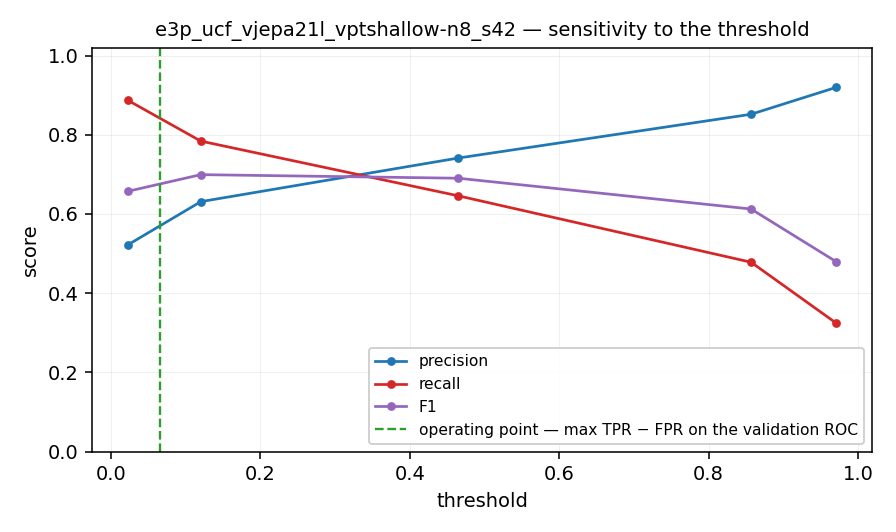 e3p_ucf_vjepa21l_vptshallow-n8_s42 — sensitivity to the threshold
1.0
0.8
0.6
0.4
0.2
0.0
score
precision
recall
F1
operating point — max TPR − FPR on the validation ROC
0.0 0.2 0.4 0.6 0.8 1.0
threshold